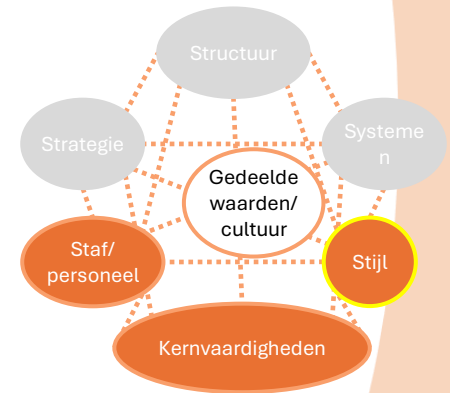 Structuur
Strategie
Systeme
n
Gedeelde
waarden/
cultuur
Staf/
personeel
Stijl
Kernvaardigheden